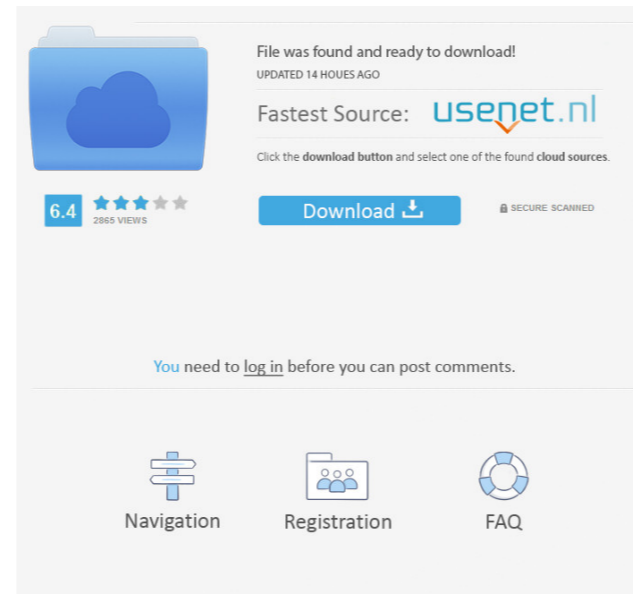 File was found and ready to download!
UPDATED 14 HOUES AGO
Fastest Source: usenet.nl
Click the download button and select one of the found cloud sources.
6.4
2865 VIEWS
Download
SECURE SCANNED
You need to log in before you can post comments.
Navigation
Registration
FAQ